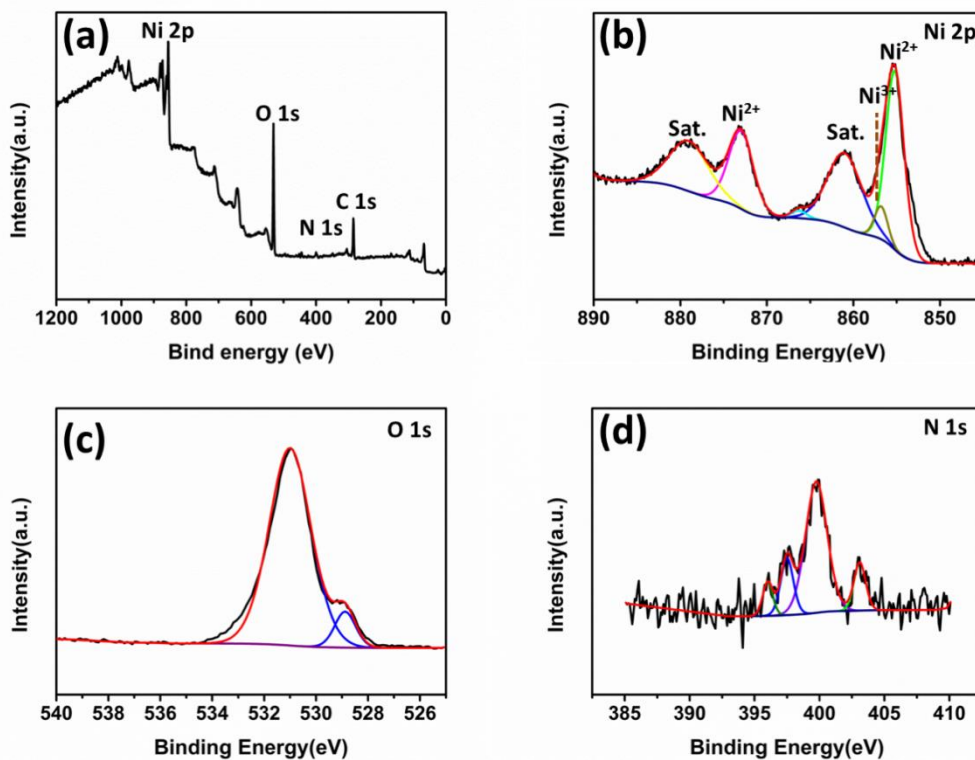 (a)
Ni 2p
O 1s
C 1s
N 1s
Intensity(a.u.)
1200 1000 800 600 400 200 0
Bind energy (eV)
(b)
Ni 2p
Ni2+
Ni3+
Ni2+
Sat.
Sat.
Intensity(a.u.)
890 880 870 860 850
Binding Energy(eV)
(c)
O 1s
Intensity(a.u.)
540 538 536 534 532 530 528 526
Binding Energy(eV)
(d)
N 1s
Intensity(a.u.)
385 390 395 400 405 410
Binding Energy(eV)